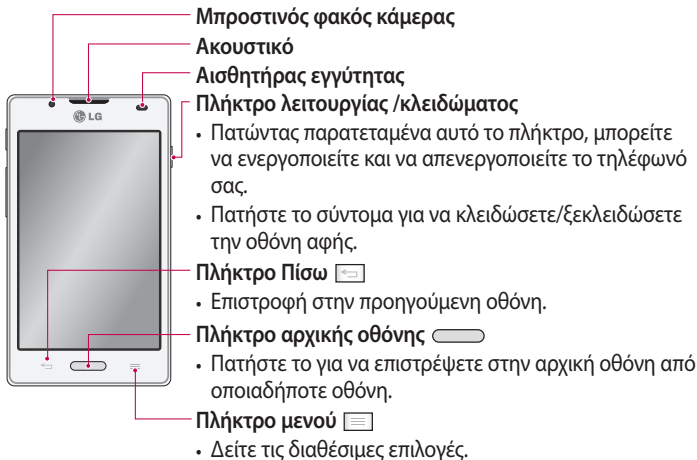 Μπροστινός φακός κάμερας
Ακουστικό
Αισθητήρας εγγύτητας
Πλήκτρο λειτουργίας /κλειδώματος
• Πατώντας παρατεταμένα αυτό το πλήκτρο, μπορείτε
να ενεργοποιείτε και να απενεργοποιείτε το τηλέφωνό
σας.
• Πατήστε το σύντομα για να κλειδώσετε/ξεκλειδώσετε
την οθόνη αφής.
Πλήκτρο Πίσω
• Επιστροφή στην προηγούμενη οθόνη.
Πλήκτρο αρχικής οθόνης
• Πατήστε το για να επιστρέψετε στην αρχική οθόνη από
οποιαδήποτε οθόνη.
Πλήκτρο μενού
• Δείτε τις διαθέσιμες επιλογές.
LG